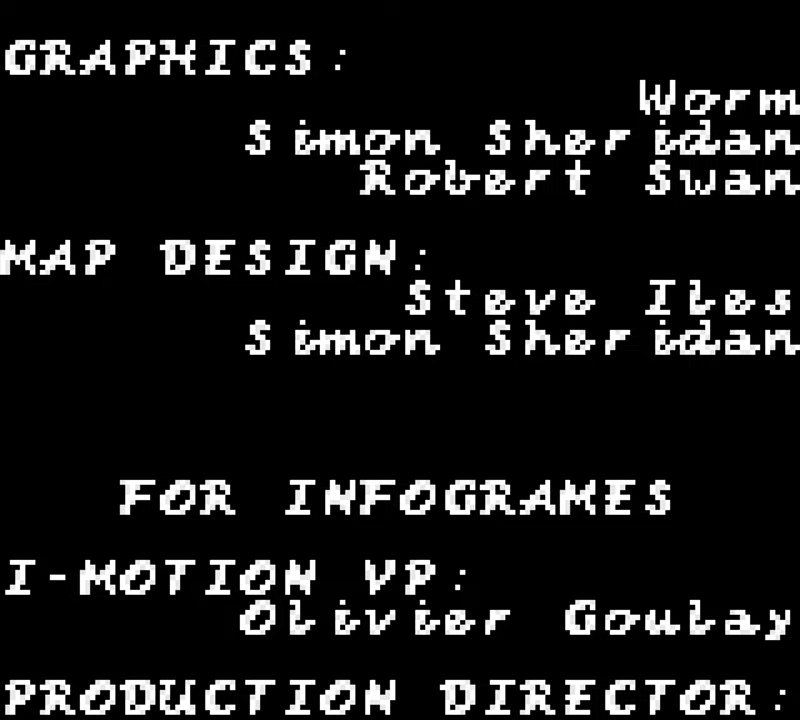 GRAPHICS:
Worm
Simon Sheridan
Robert Swan
MAP DESIGN:
Steve Iles
Simon Sheridan
FOR INFOGRAMES
I-MOTION VP:
Olivier Goulay
PRODUCTION DIRECTOR: